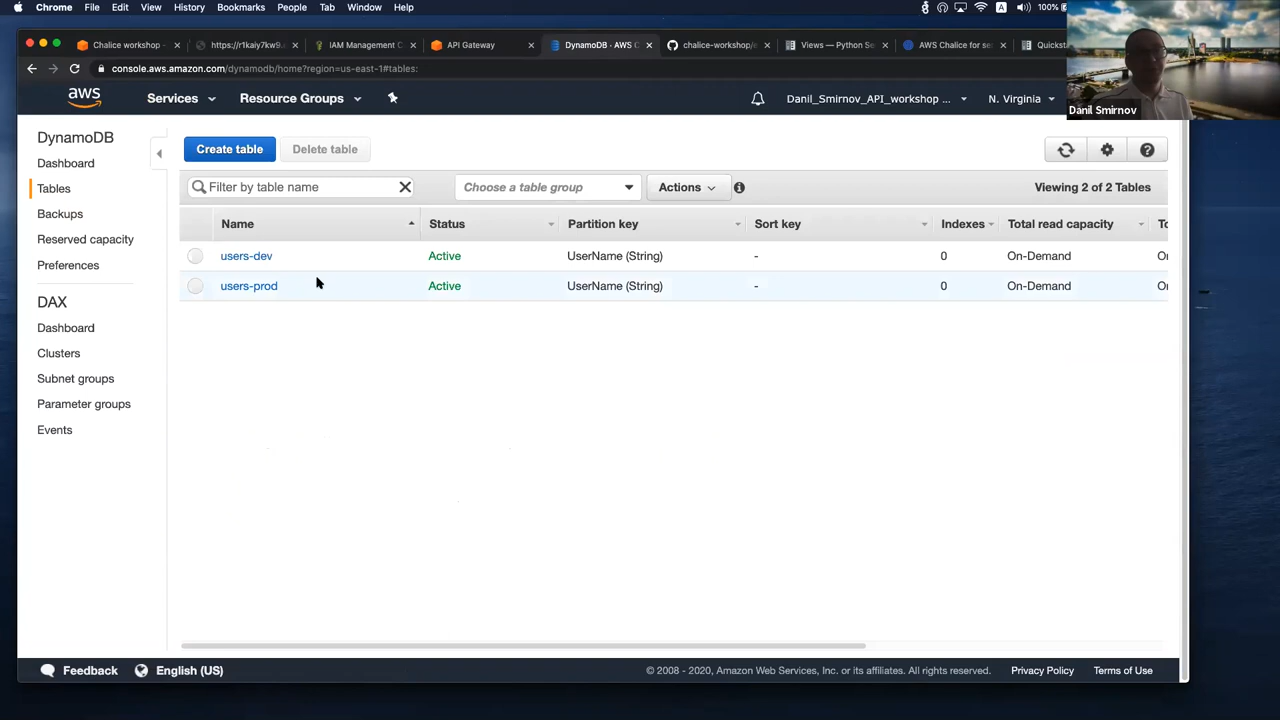 Chrome File Edit View History Bookmarks People Tab Window Help A 100%
Chalice workshop - https://r1kaiy7kw9. IAM Management C API Gateway DynamoDB · AWS C chalice-workshop/e Views — Python Se AWS Chalice for se Quickst
console.aws.amazon.com/dynamodb/home?region=us-east-1#tables:
aws Services Resource Groups Danil_Smirnov_API_workshop ... N. Virginia
Danil Smirnov
DynamoDB
Dashboard
Tables
Backups
Reserved capacity
Preferences
DAX
Dashboard
Clusters
Subnet groups
Parameter groups
Events
Create table Delete table
Filter by table name Choose a table group Actions Viewing 2 of 2 Tables
Name Status Partition key Sort key Indexes Total read capacity To
users-dev Active UserName (String) - 0 On-Demand Or
users-prod Active UserName (String) - 0 On-Demand Or
Feedback English (US) © 2008 - 2020, Amazon Web Services, Inc. or its affiliates. All rights reserved. Privacy Policy Terms of Use